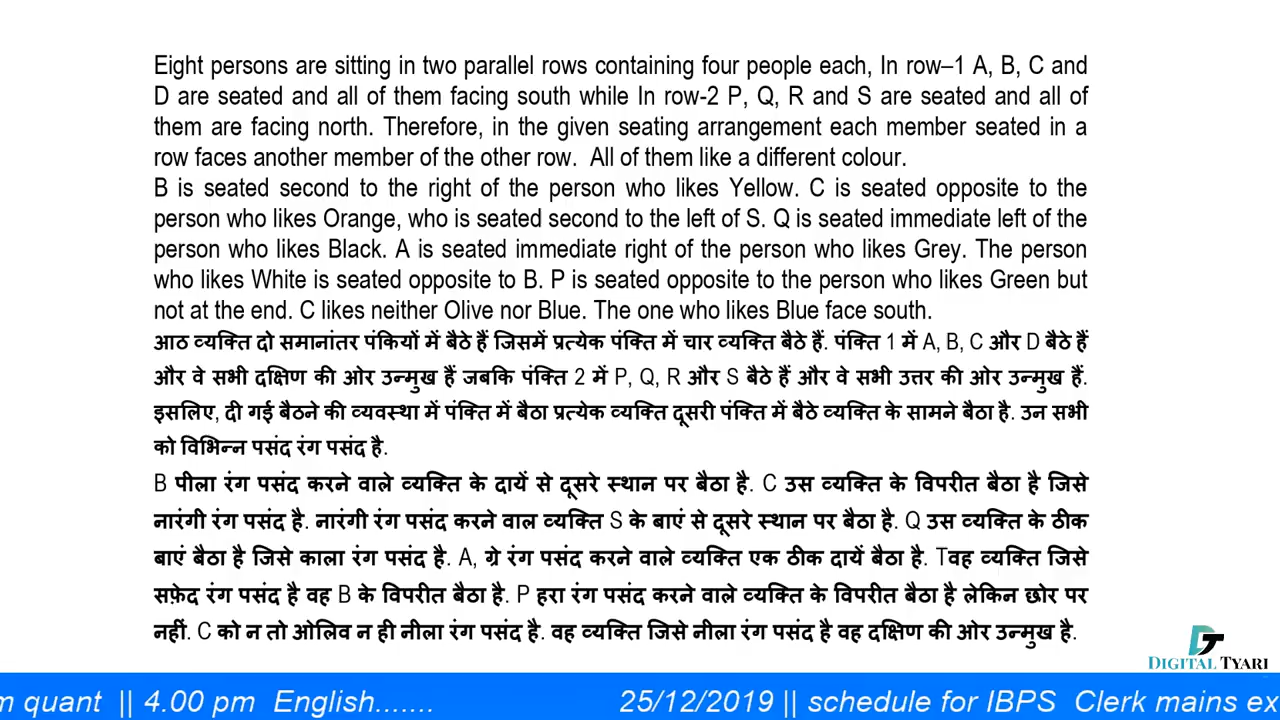 Eight persons are sitting in two parallel rows containing four people each, In row–1 A, B, C and
D are seated and all of them facing south while In row-2 P, Q, R and S are seated and all of
them are facing north. Therefore, in the given seating arrangement each member seated in a
row faces another member of the other row. All of them like a different colour.
B is seated second to the right of the person who likes Yellow. C is seated opposite to the
person who likes Orange, who is seated second to the left of S. Q is seated immediate left of the
person who likes Black. A is seated immediate right of the person who likes Grey. The person
who likes White is seated opposite to B. P is seated opposite to the person who likes Green but
not at the end. C likes neither Olive nor Blue. The one who likes Blue face south.
आठ व्यक्ति दो समानांतर पंकियों में बैठे हैं जिसमें प्रत्येक पंक्ति में चार व्यक्ति बैठे हैं. पंक्ति 1 में A, B, C और D बैठे हैं
और वे सभी दक्षिण की ओर उन्मुख हैं जबकि पंक्ति 2 में P, Q, R और S बैठे हैं और वे सभी उत्तर की ओर उन्मुख हैं.
इसलिए, दी गई बैठने की व्यवस्था में पंक्ति में बैठा प्रत्येक व्यक्ति दूसरी पंक्ति में बैठे व्यक्ति के सामने बैठा है. उन सभी
को विभिन्न पसंद रंग पसंद है.
B पीला रंग पसंद करने वाले व्यक्ति के दायें से दूसरे स्थान पर बैठा है. C उस व्यक्ति के विपरीत बैठा है जिसे
नारंगी रंग पसंद है. नारंगी रंग पसंद करने वाल व्यक्ति S के बाएं से दूसरे स्थान पर बैठा है. Q उस व्यक्ति के ठीक
बाएं बैठा है जिसे काला रंग पसंद है. A, ग्रे रंग पसंद करने वाले व्यक्ति एक ठीक दायें बैठा है. Tवह व्यक्ति जिसे
सफ़ेद रंग पसंद है वह B के विपरीत बैठा है. P हरा रंग पसंद करने वाले व्यक्ति के विपरीत बैठा है लेकिन छोर पर
नहीं. C को न तो ओलिव न ही नीला रंग पसंद है. वह व्यक्ति जिसे नीला रंग पसंद है वह दक्षिण की ओर उन्मुख है.
DT
DIGITAL TYARI
m quant || 4.00 pm English....... 25/12/2019 || schedule for IBPS Clerk mains ex